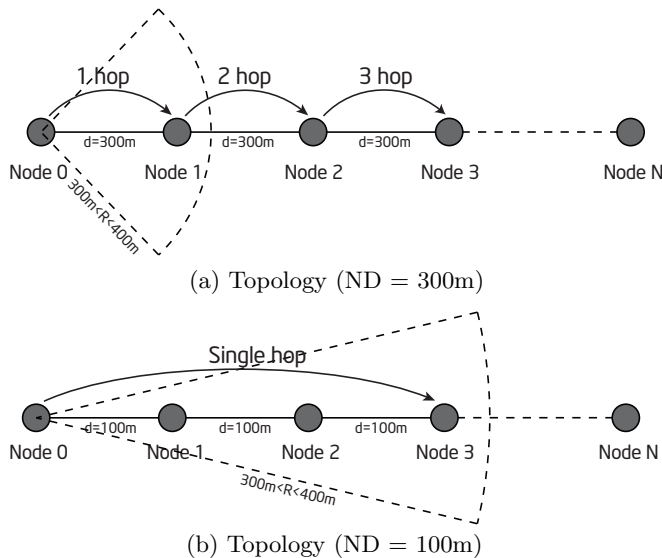 1 hop 2 hop 3 hop
d=300m d=300m d=300m
Node 0 Node 1 Node 2 Node 3 Node N
300m<R<400m
(a) Topology (ND = 300m)
Single hop
d=100m d=100m d=100m
Node 0 Node 1 Node 2 Node 3 Node N
300m<R<400m
(b) Topology (ND = 100m)